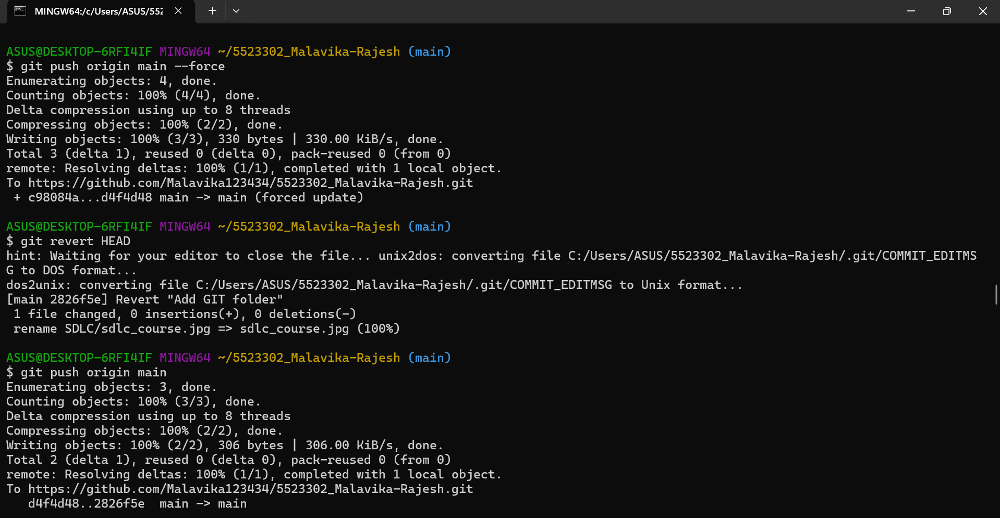 MINGW64:/c/Users/ASUS/552
ASUS@DESKTOP-6RFI4IF MINGW64 ~/5523302_Malavika-Rajesh (main)
$ git push origin main --force
Enumerating objects: 4, done.
Counting objects: 100% (4/4), done.
Delta compression using up to 8 threads
Compressing objects: 100% (2/2), done.
Writing objects: 100% (3/3), 330 bytes | 330.00 KiB/s, done.
Total 3 (delta 1), reused 0 (delta 0), pack-reused 0 (from 0)
remote: Resolving deltas: 100% (1/1), completed with 1 local object.
To https://github.com/Malavika123434/5523302_Malavika-Rajesh.git
 + c98084a...d4f4d48 main -> main (forced update)
ASUS@DESKTOP-6RFI4IF MINGW64 ~/5523302_Malavika-Rajesh (main)
$ git revert HEAD
hint: Waiting for your editor to close the file... unix2dos: converting file C:/Users/ASUS/5523302_Malavika-Rajesh/.git/COMMIT_EDITMS
G to DOS format...
dos2unix: converting file C:/Users/ASUS/5523302_Malavika-Rajesh/.git/COMMIT_EDITMSG to Unix format...
[main 2826f5e] Revert "Add GIT folder"
 1 file changed, 0 insertions(+), 0 deletions(-)
 rename SDLC/sdlc_course.jpg => sdlc_course.jpg (100%)
ASUS@DESKTOP-6RFI4IF MINGW64 ~/5523302_Malavika-Rajesh (main)
$ git push origin main
Enumerating objects: 3, done.
Counting objects: 100% (3/3), done.
Delta compression using up to 8 threads
Compressing objects: 100% (2/2), done.
Writing objects: 100% (2/2), 306 bytes | 306.00 KiB/s, done.
Total 2 (delta 1), reused 0 (delta 0), pack-reused 0 (from 0)
remote: Resolving deltas: 100% (1/1), completed with 1 local object.
To https://github.com/Malavika123434/5523302_Malavika-Rajesh.git
   d4f4d48..2826f5e  main -> main